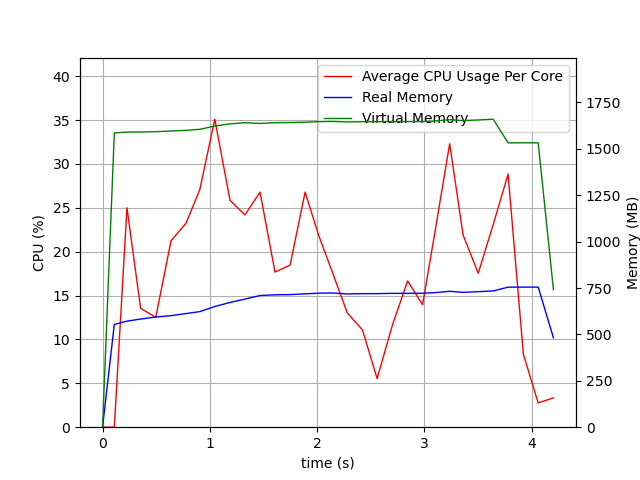 Average CPU Usage Per Core
Real Memory
Virtual Memory
CPU (%)
40
35
30
25
20
15
10
5
0
Memory (MB)
1750
1500
1250
1000
750
500
250
0
0 1 2 3 4
time (s)